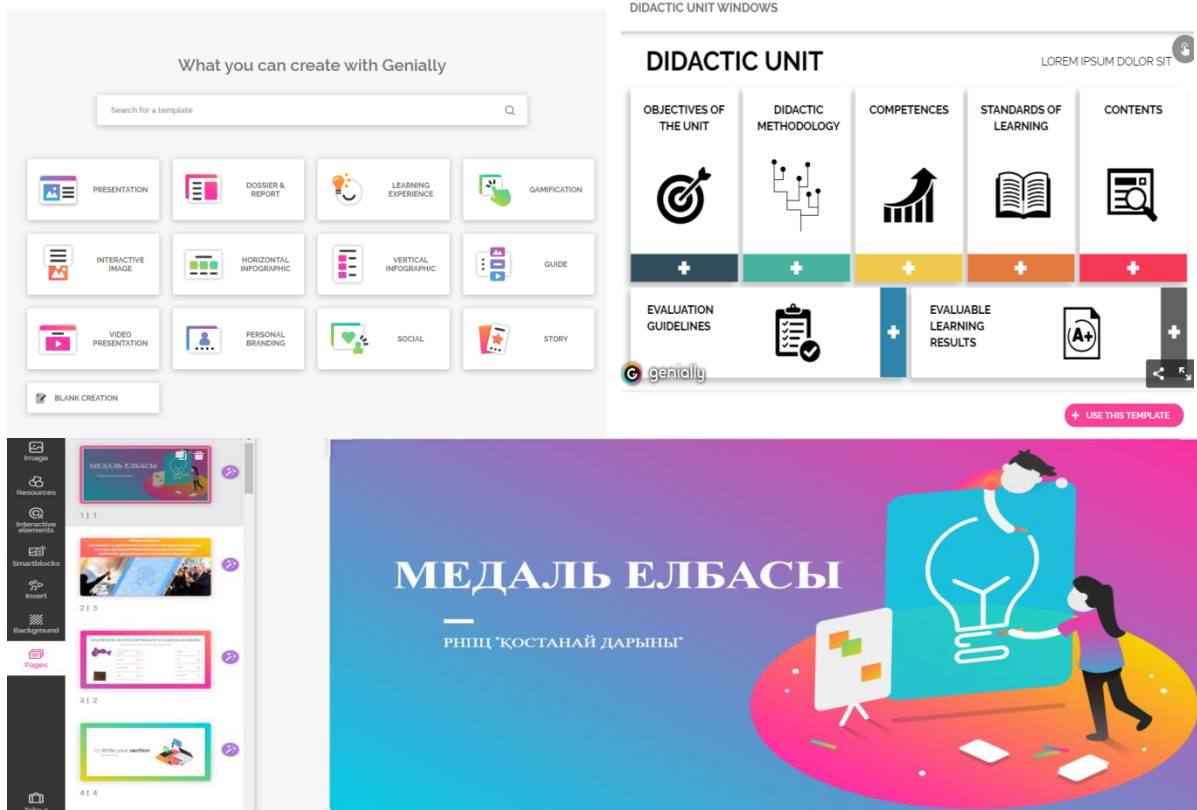 What you can create with Genially
Search for a template
PRESENTATION
DOSSIER &
REPORT
LEARNING
EXPERIENCE
GAMIFICATION
INTERACTIVE
IMAGE
HORIZONTAL
INFOGRAPHIC
VERTICAL
INFOGRAPHIC
GUIDE
VIDEO
PRESENTATION
PERSONAL
BRANDING
SOCIAL
STORY
BLANK CREATION
DIDACTIC UNIT WINDOWS
DIDACTIC UNIT
LOREM IPSUM DOLOR SIT
OBJECTIVES OF
THE UNIT
DIDACTIC
METHODOLOGY
COMPETENCES
STANDARDS OF
LEARNING
CONTENTS
EVALUATION
GUIDELINES
EVALUABLE
LEARNING
RESULTS
A+
G genially
+ USE THIS TEMPLATE
Image
Resources
Interactive
elements
Smartblocks
Insert
Background
Pages
МЕДАЛЬ ЕЛБАСЫ
1 | 1
2 | 3
3 | 2
Write your section
4 | 4
МЕДАЛЬ ЕЛБАСЫ
РНПЦ "ҚОСТАНАЙ ДАРЫНЫ"